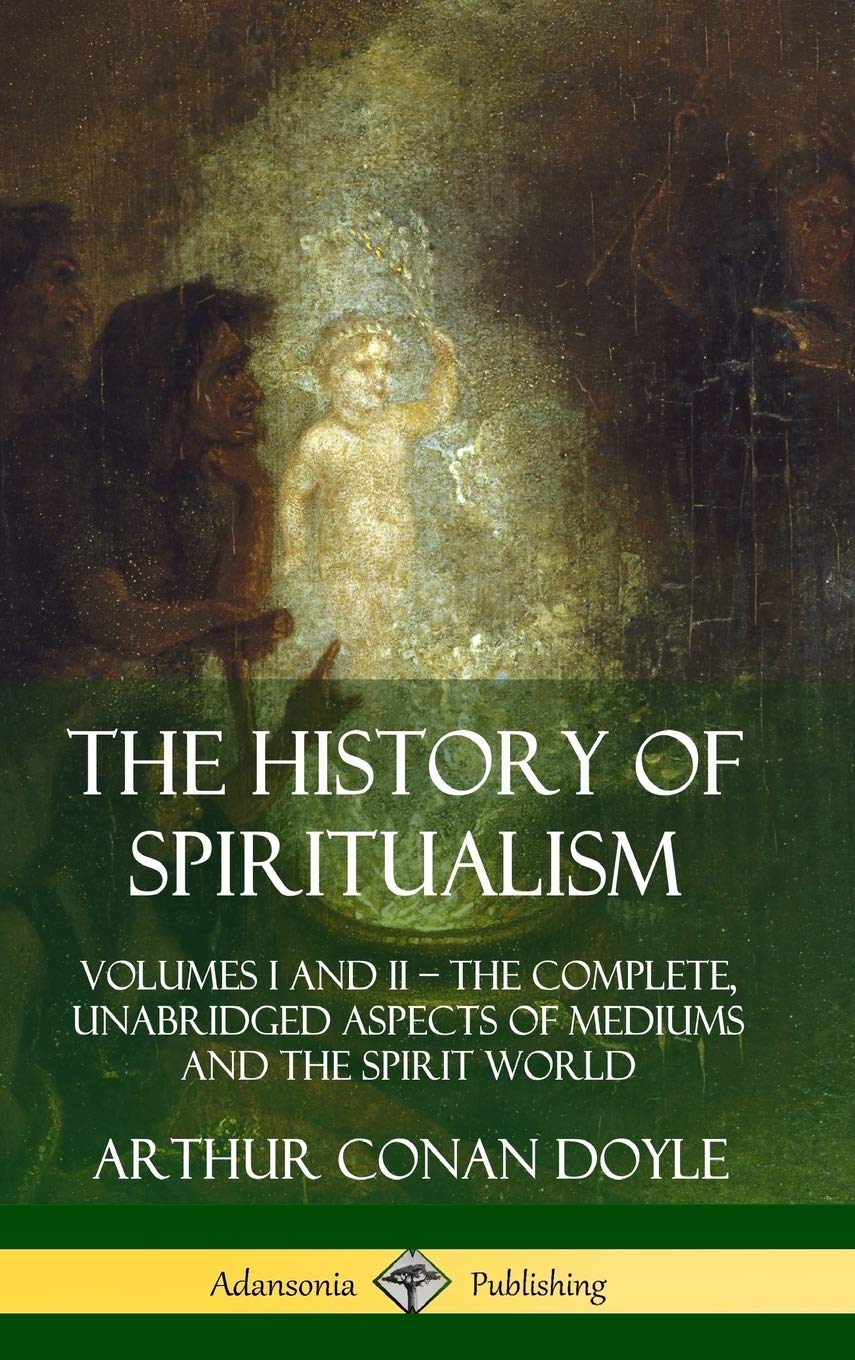 THE HISTORY OF
SPIRITUALISM
VOLUMES I AND II – THE COMPLETE,
UNABRIDGED ASPECTS OF MEDIUMS
AND THE SPIRIT WORLD
ARTHUR CONAN DOYLE
Adansonia Publishing